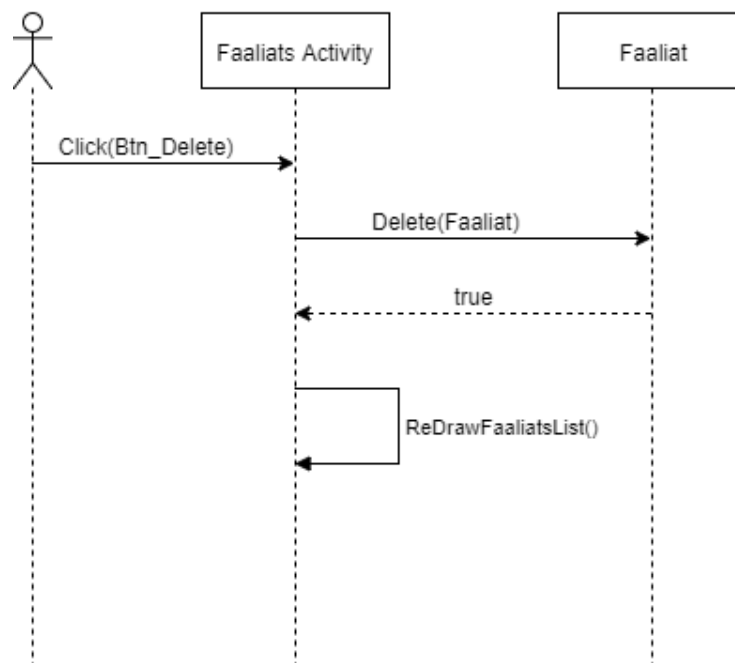 Faaliats Activity
Faaliat
Click(Btn_Delete)
Delete(Faaliat)
true
ReDrawFaaliatsList()